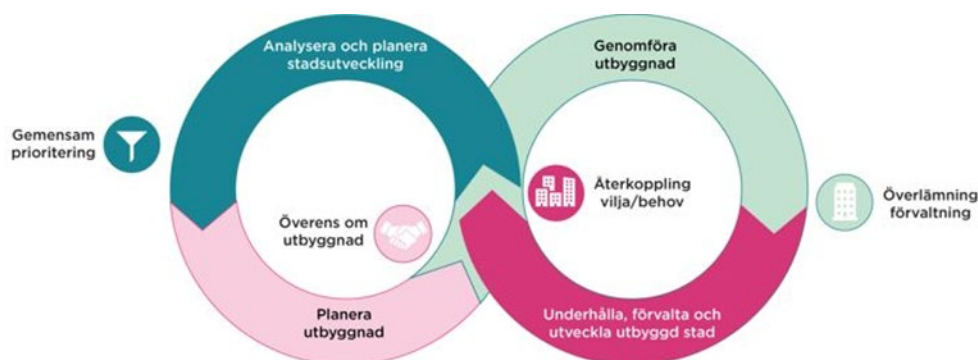 Analysera och planera
stadsutveckling
Genomföra
utbyggnad
Gemensam
prioritering
Återkoppling
vilja/behov
Överlämning
förvaltning
Överens om
utbyggnad
Planera
utbyggnad
Underhålla, förvalta och
utveckla utbyggd stad